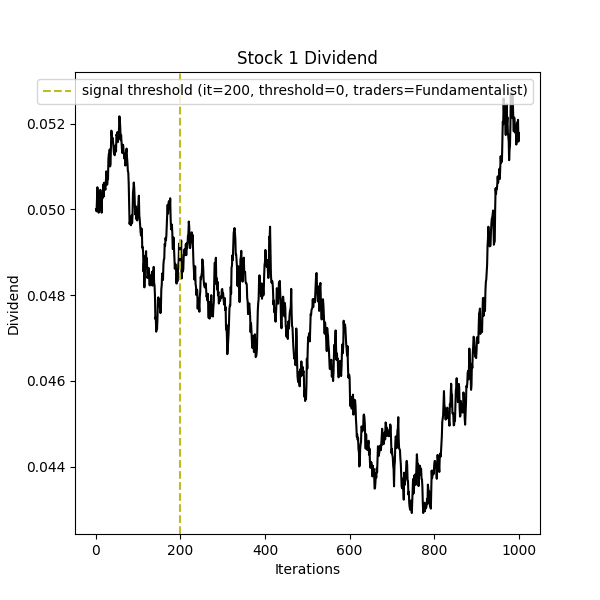 Stock 1 Dividend
signal threshold (it=200, threshold=0, traders=Fundamentalist)
0.052
0.050
0.048
0.046
0.044
Dividend
0 200 400 600 800 1000
Iterations